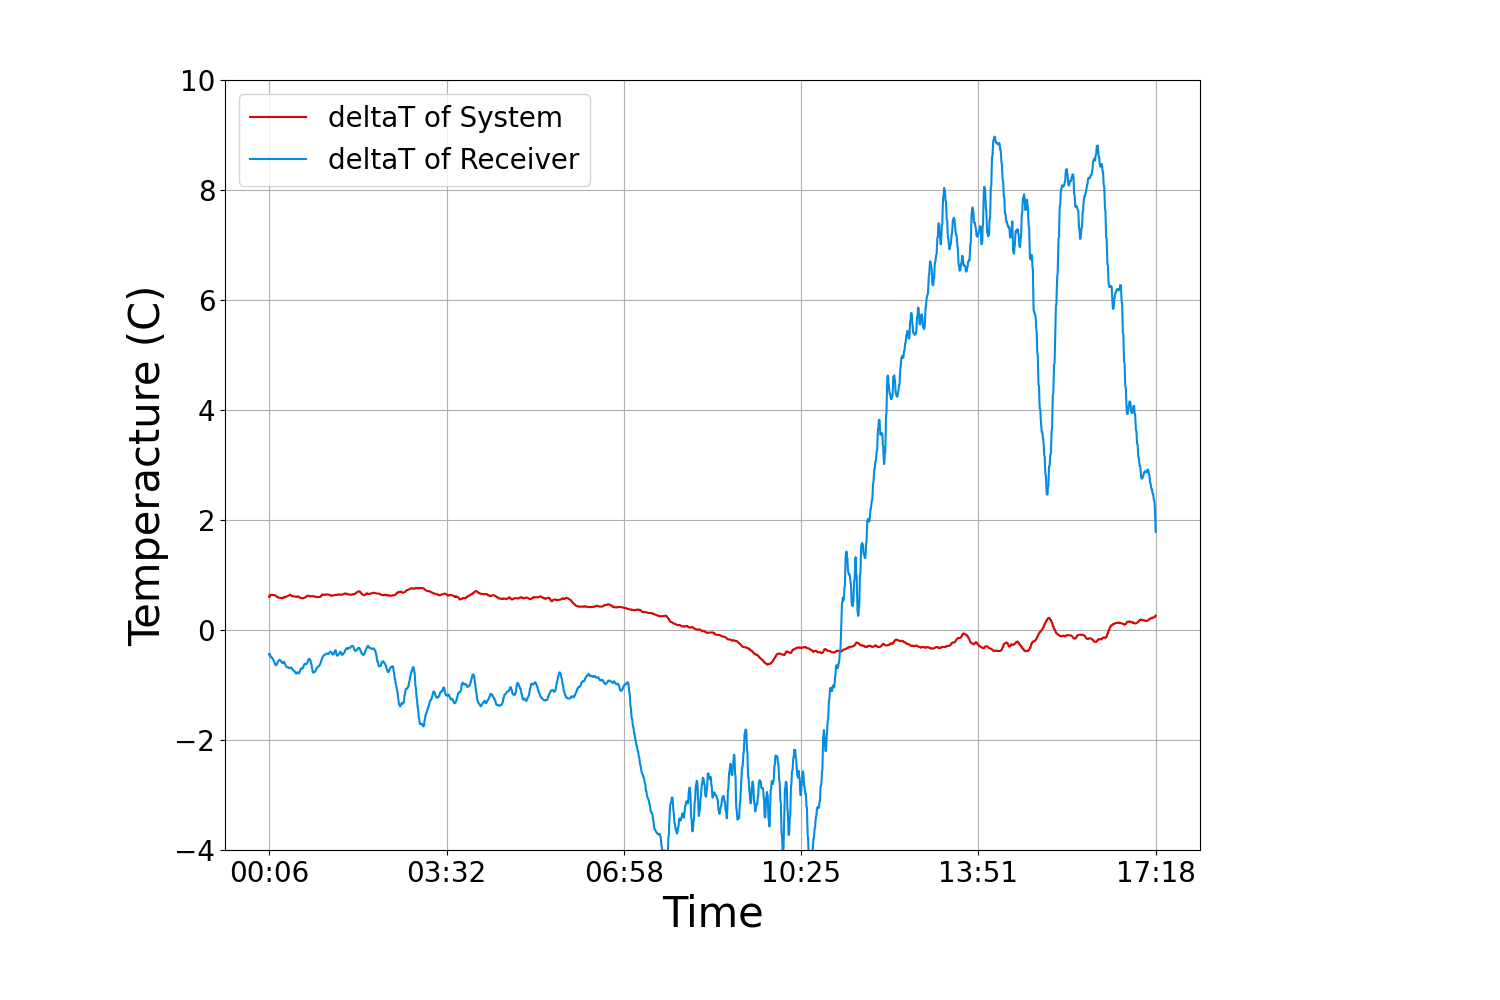 deltaT of System
deltaT of Receiver
Temperacture (C)
10
8
6
4
2
0
−2
−4
00:06 03:32 06:58 10:25 13:51 17:18
Time